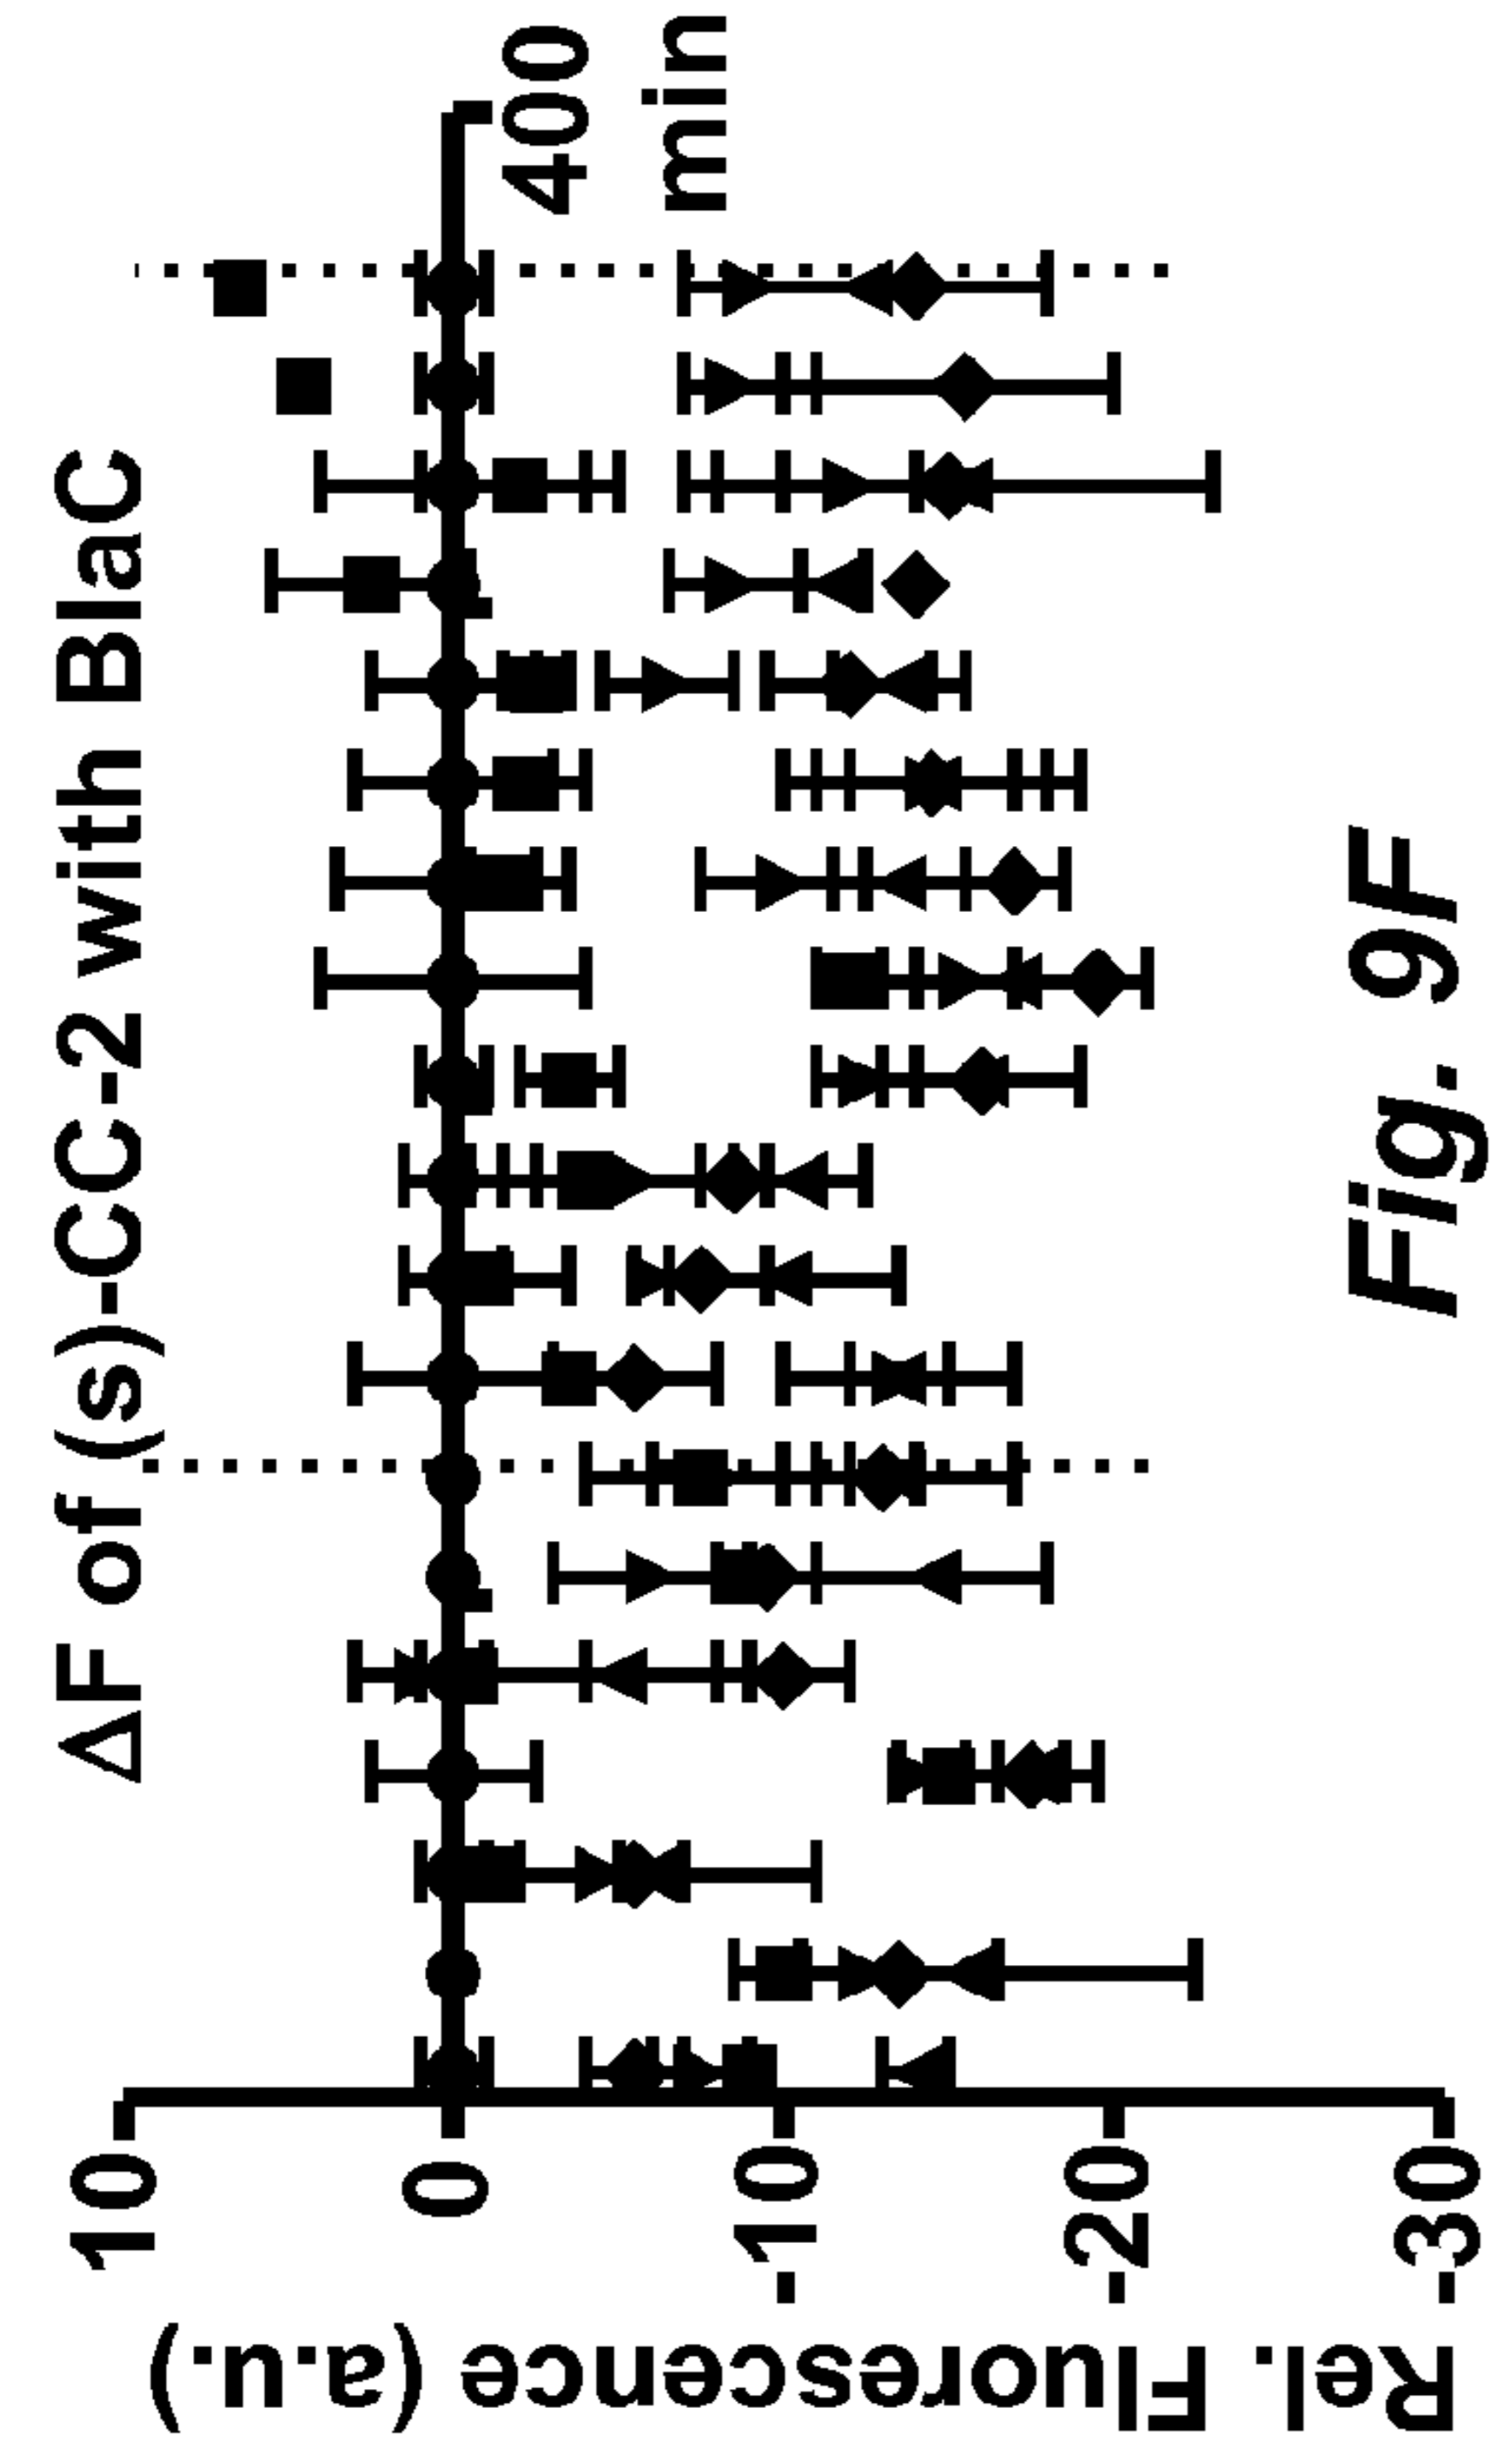 ΔF of (s)-CC-2 with BlaC
Rel. Fluorescence (a.u.)
10
0
-10
-20
-30
400
min
Fig. 9F